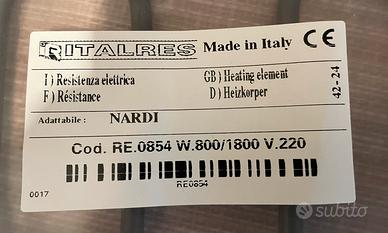 ITALRES Made in Italy CE
I ) Resistenza elettrica GB ) Heating element
F ) Résistance D ) Heizkorper
42-24
Adattabile : NARDI
Cod. RE.0854 W.800/1800 V.220
RE0854
0017
subito